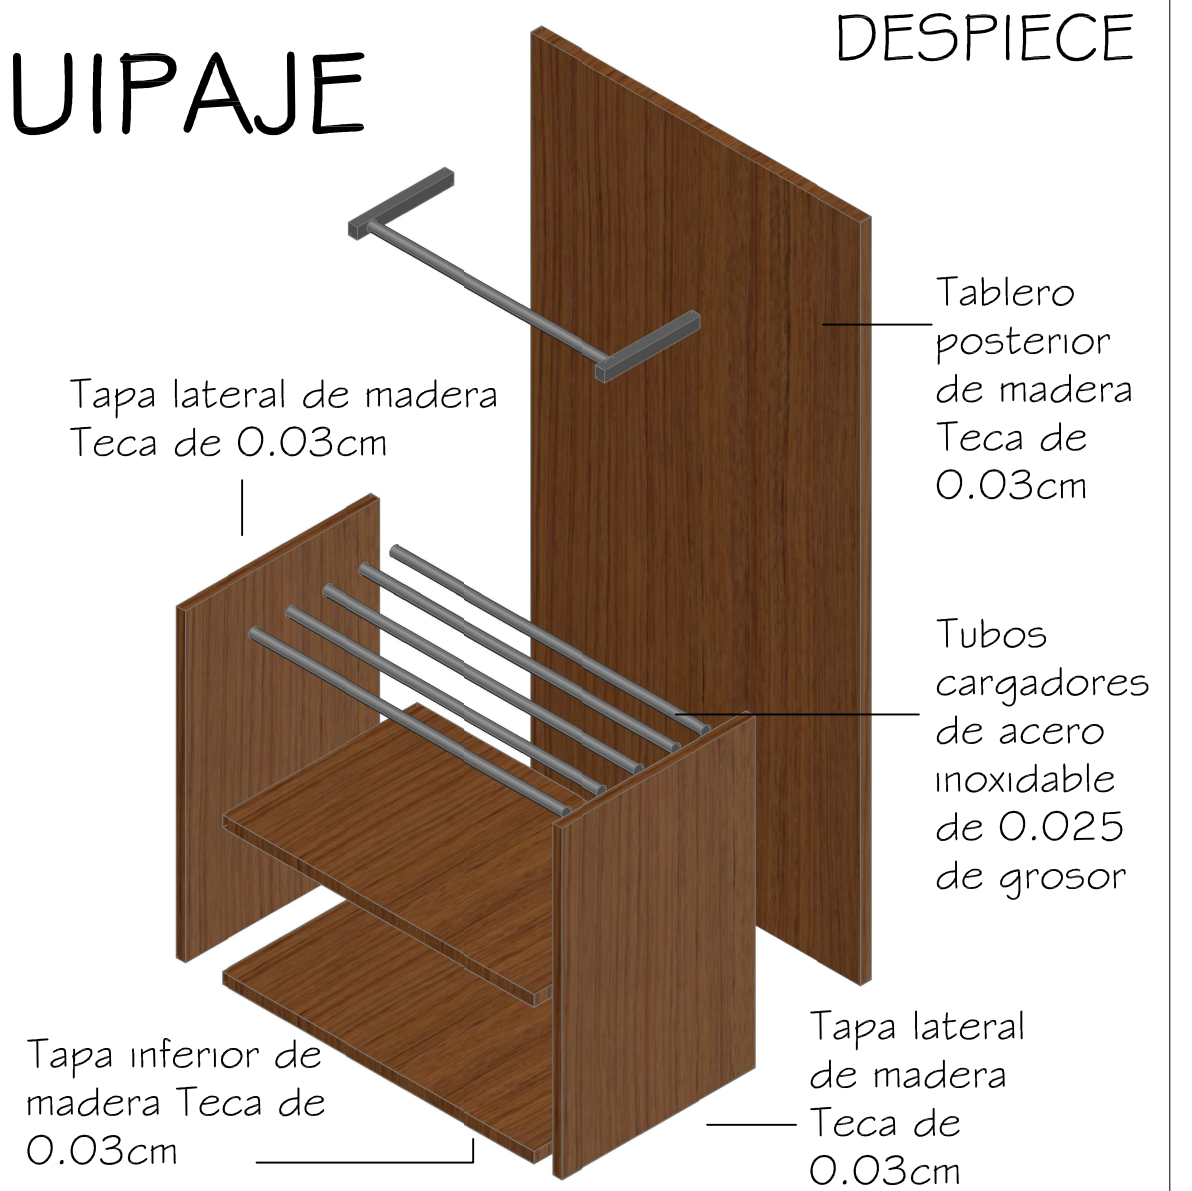 UIPAJE
DESPIECE
Tablero
posterior
de madera
Teca de
0.03cm
Tapa lateral de madera
Teca de 0.03cm
Tubos
cargadores
de acero
inoxidable
de 0.025
de grosor
Tapa inferior de
madera Teca de
0.03cm
Tapa lateral
de madera
Teca de
0.03cm